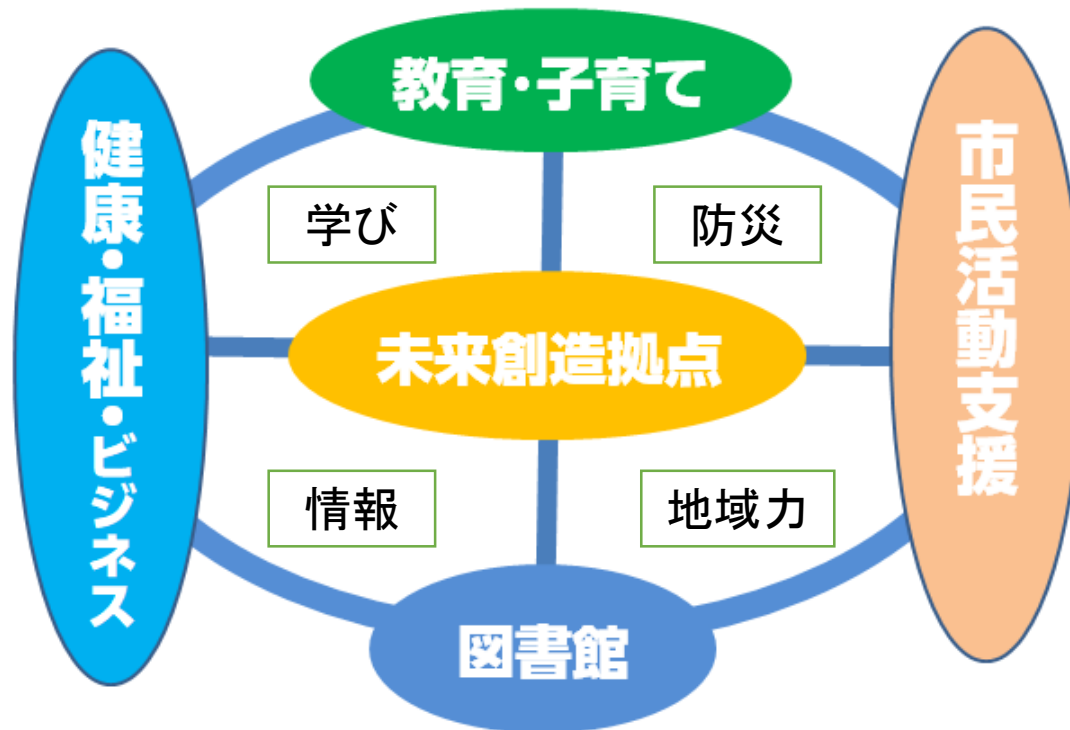 教育・子育て
健康・福祉・ビジネス
市民活動支援
学び
防災
未来創造拠点
情報
地域力
図書館